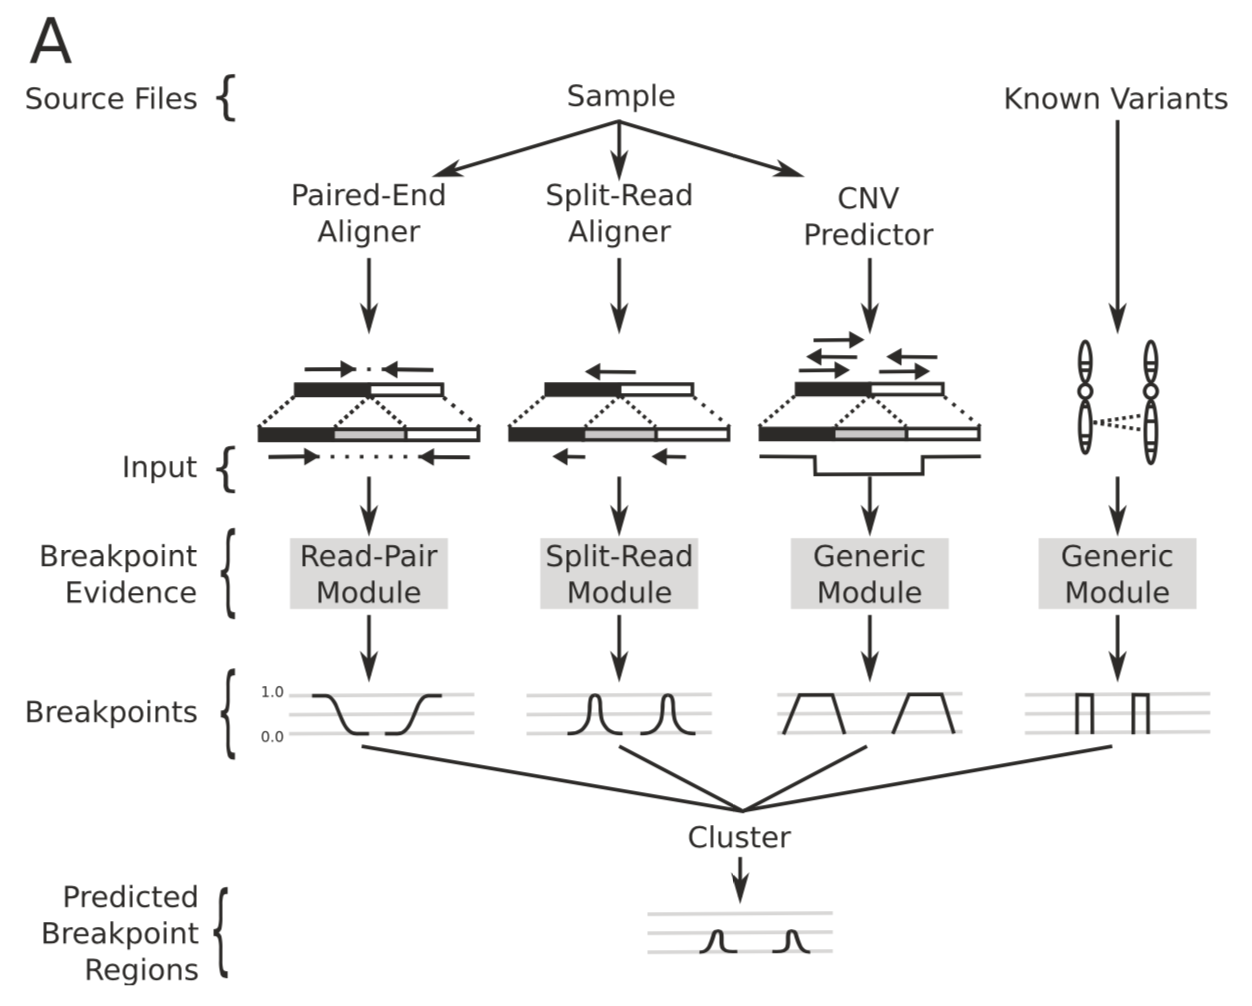 A
Source Files
Sample
Known Variants
Paired-End
Aligner
Split-Read
Aligner
CNV
Predictor
Input
Breakpoint
Evidence
Read-Pair
Module
Split-Read
Module
Generic
Module
Generic
Module
Breakpoints
1.0
0.0
Cluster
Predicted
Breakpoint
Regions